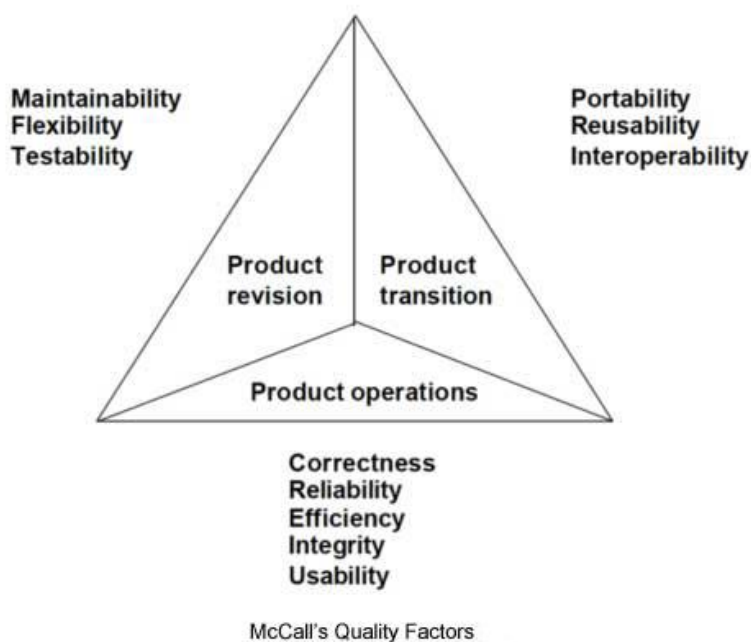 Maintainability
Flexibility
Testability
Portability
Reusability
Interoperability
Product
revision
Product
transition
Product operations
Correctness
Reliability
Efficiency
Integrity
Usability
McCall's Quality Factors